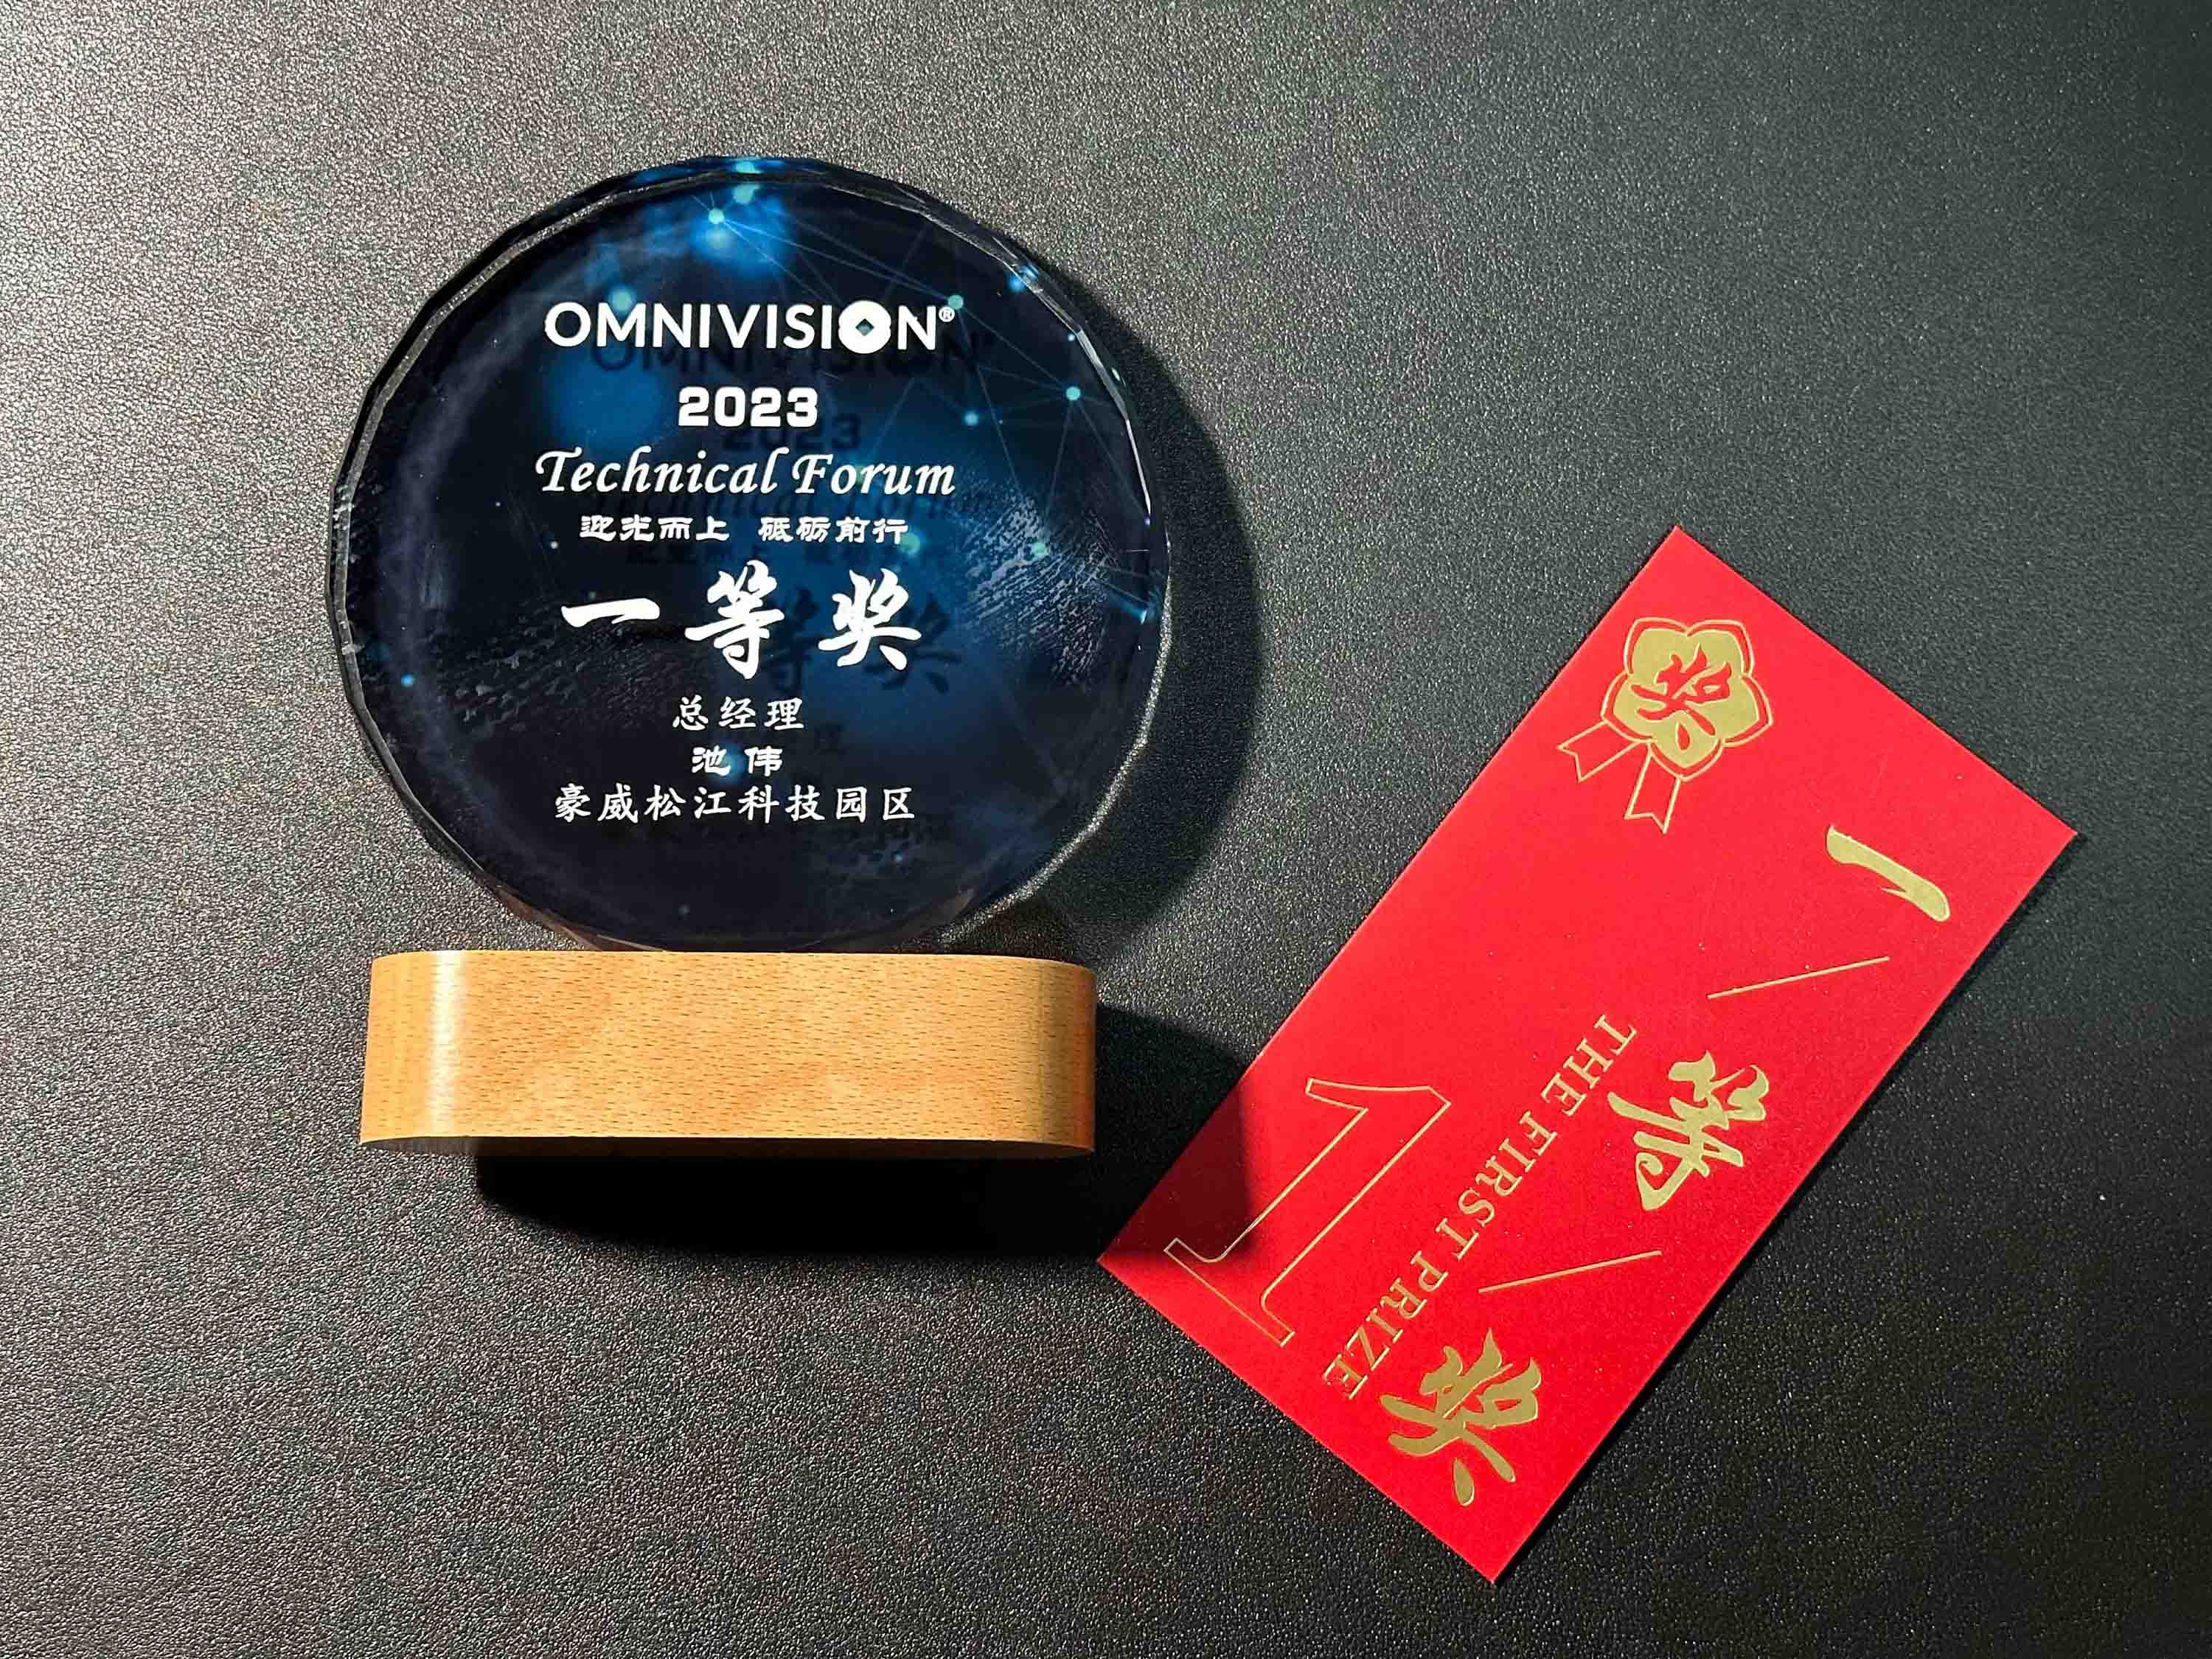 OMNIVISION®
2023
Technical Forum
迎光而上 砥砺前行
一等奖
总经理
池伟
豪威松江科技园区
奖
一等奖
THE FIRST PRIZE
1